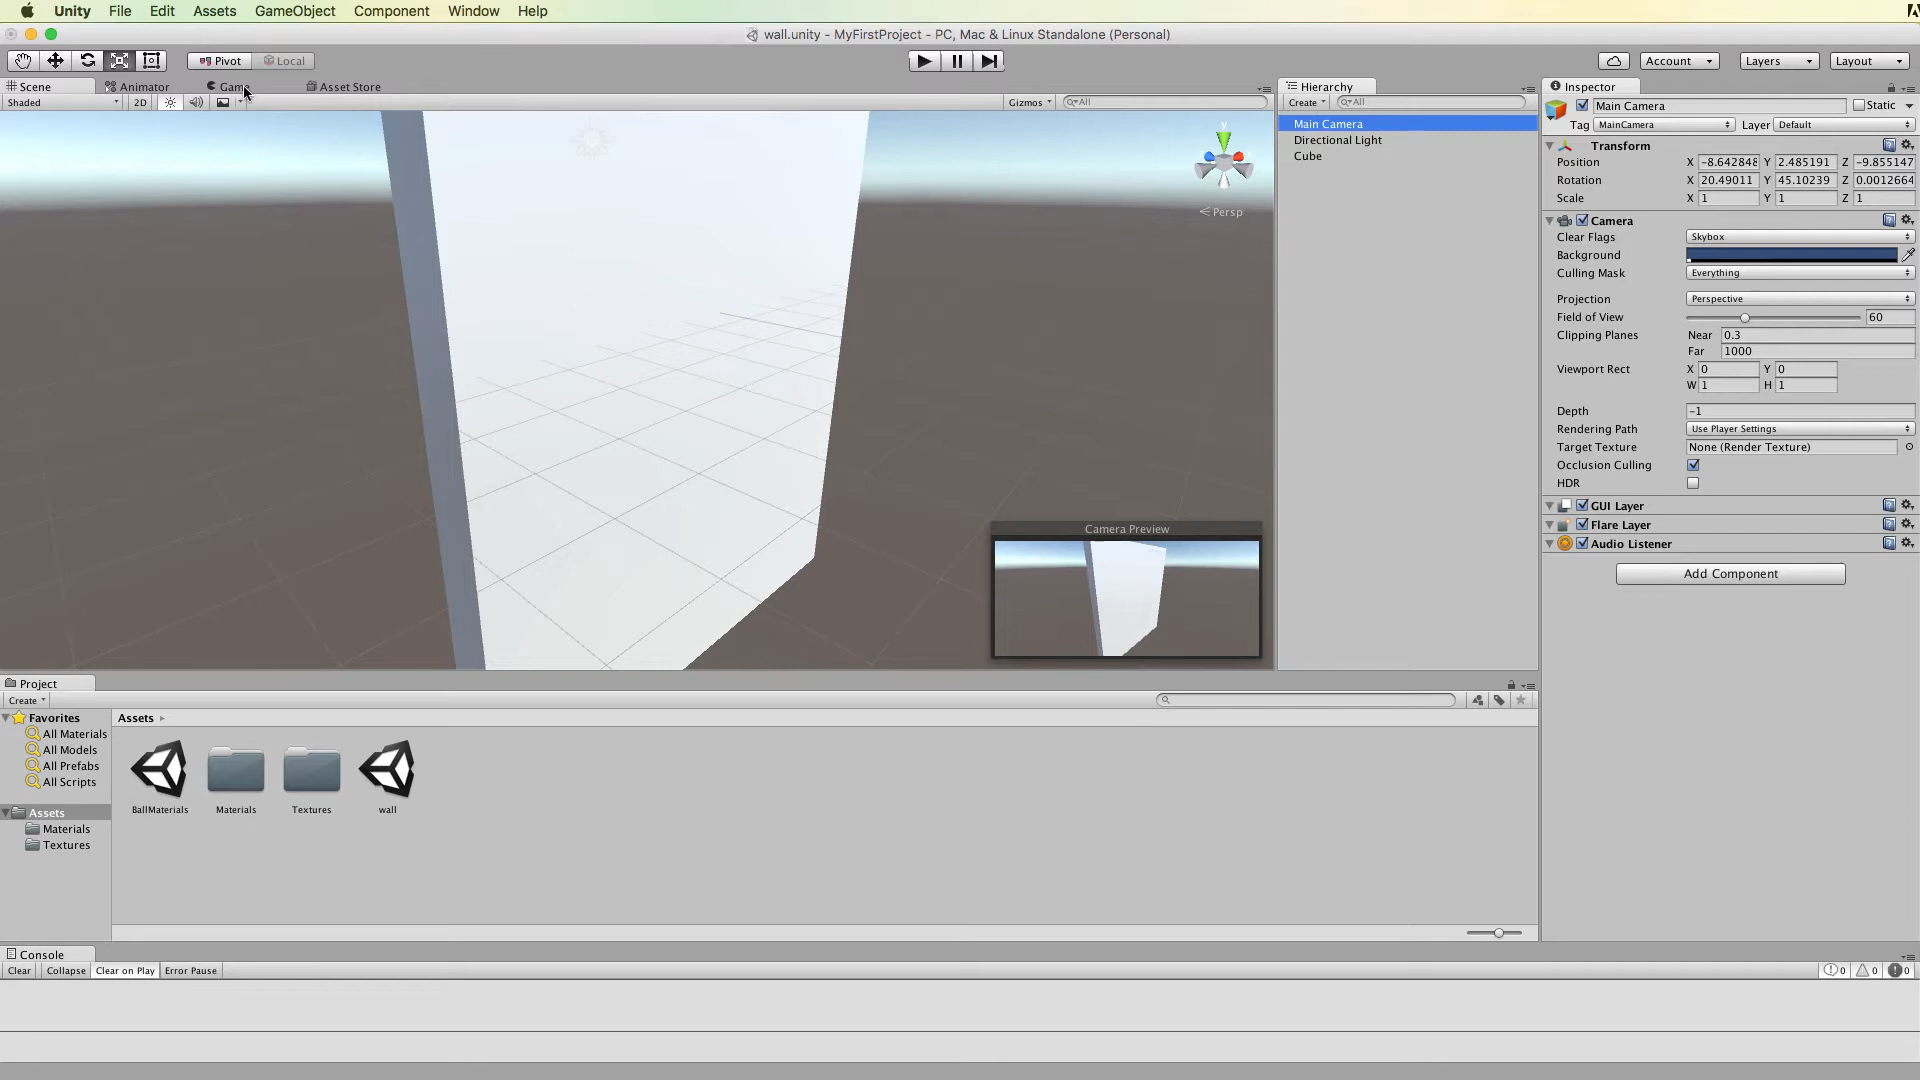 Unity File Edit Assets GameObject Component Window Help
wall.unity - MyFirstProject - PC, Mac & Linux Standalone (Personal)
Pivot Local Account Layers Layout
Scene Animator Game Asset Store
Shaded 2D Gizmos All
Persp
Camera Preview
Hierarchy
Create All
Main Camera
Directional Light
Cube
Inspector
Main Camera Static
Tag MainCamera Layer Default
Transform
Position X -8.642848 Y 2.485191 Z -9.855147
Rotation X 20.49011 Y 45.10239 Z 0.0012664
Scale X 1 Y 1 Z 1
Camera
Clear Flags Skybox
Background
Culling Mask Everything
Projection Perspective
Field of View 60
Clipping Planes Near 0.3
Far 1000
Viewport Rect X 0 Y 0
W 1 H 1
Depth -1
Rendering Path Use Player Settings
Target Texture None (Render Texture)
Occlusion Culling
HDR
GUI Layer
Flare Layer
Audio Listener
Add Component
Project
Create
Favorites
All Materials
All Models
All Prefabs
All Scripts
Assets
Materials
Textures
Assets
BallMaterials Materials Textures wall
Console
Clear Collapse Clear on Play Error Pause 0 0 0